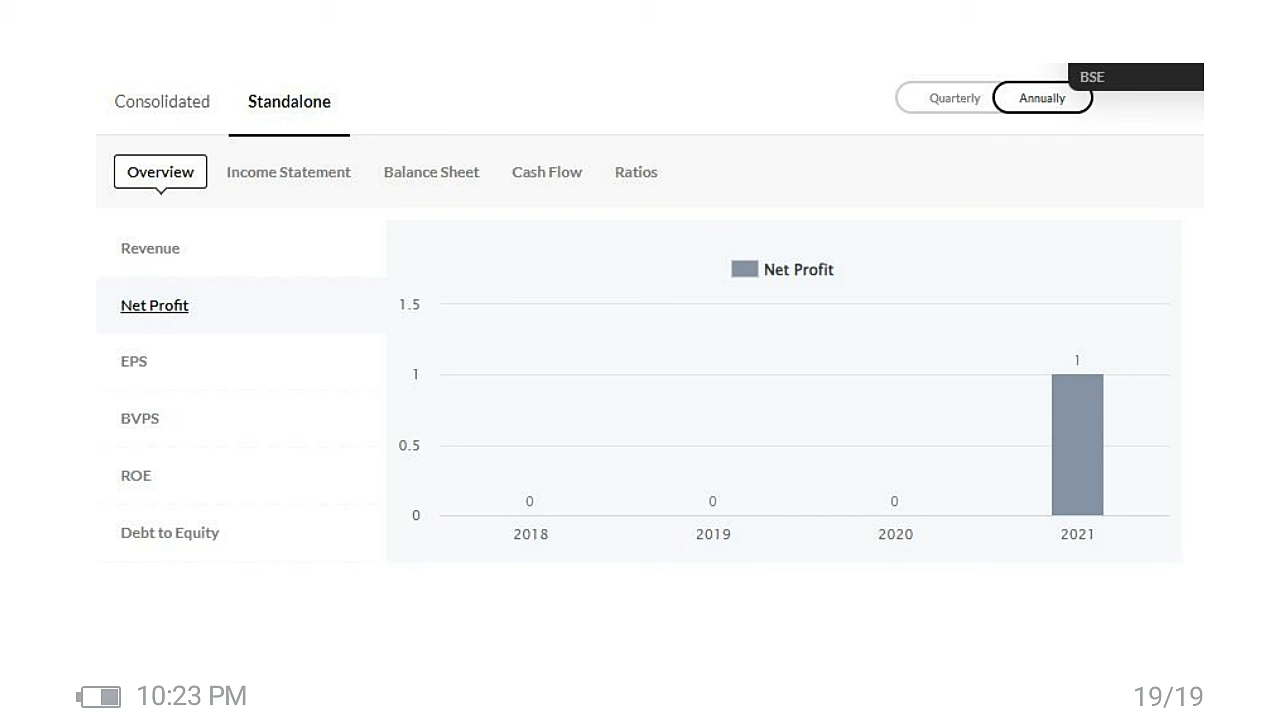 BSE
Consolidated Standalone Quarterly Annually
Overview Income Statement Balance Sheet Cash Flow Ratios
Revenue
Net Profit
EPS
BVPS
ROE
Debt to Equity
Net Profit
1.5
1
0.5
0
0 0 0 1
2018 2019 2020 2021
10:23 PM 19/19